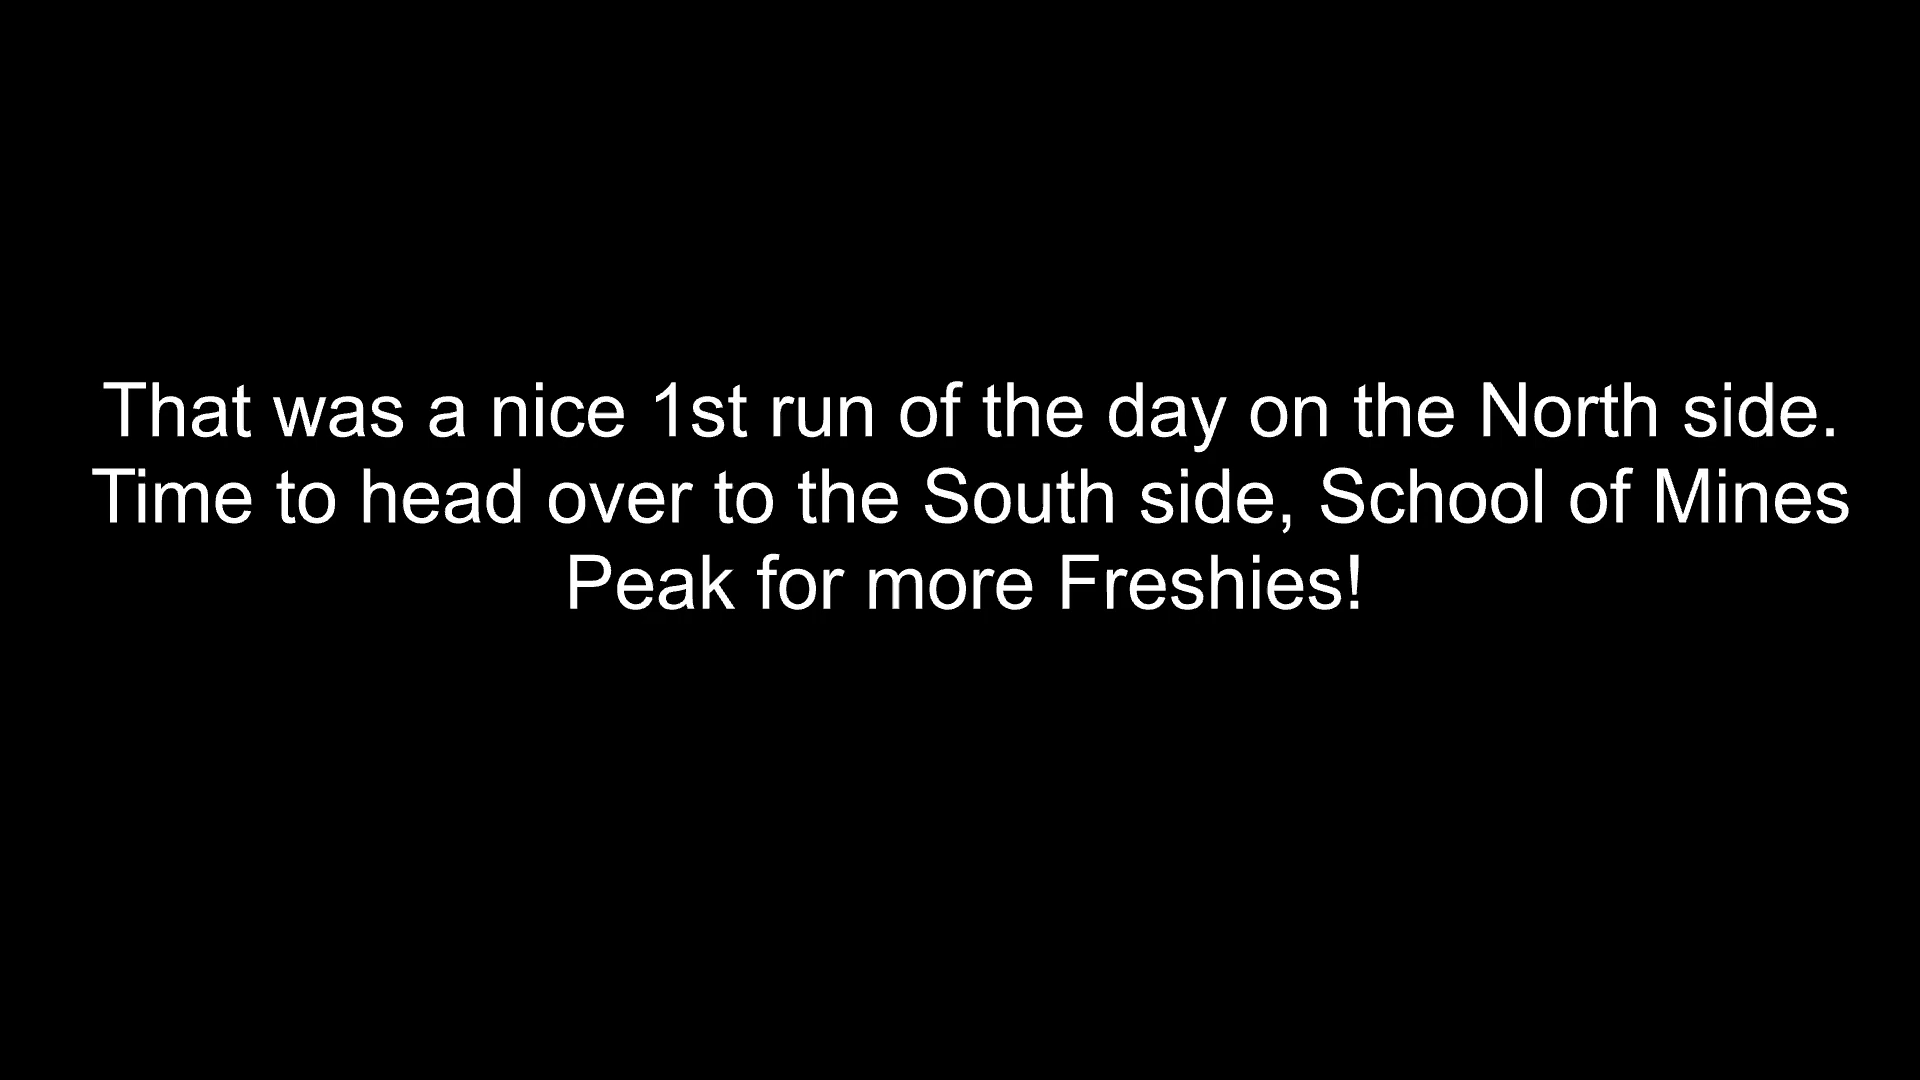 That was a nice 1st run of the day on the North side.
Time to head over to the South side, School of Mines
Peak for more Freshies!